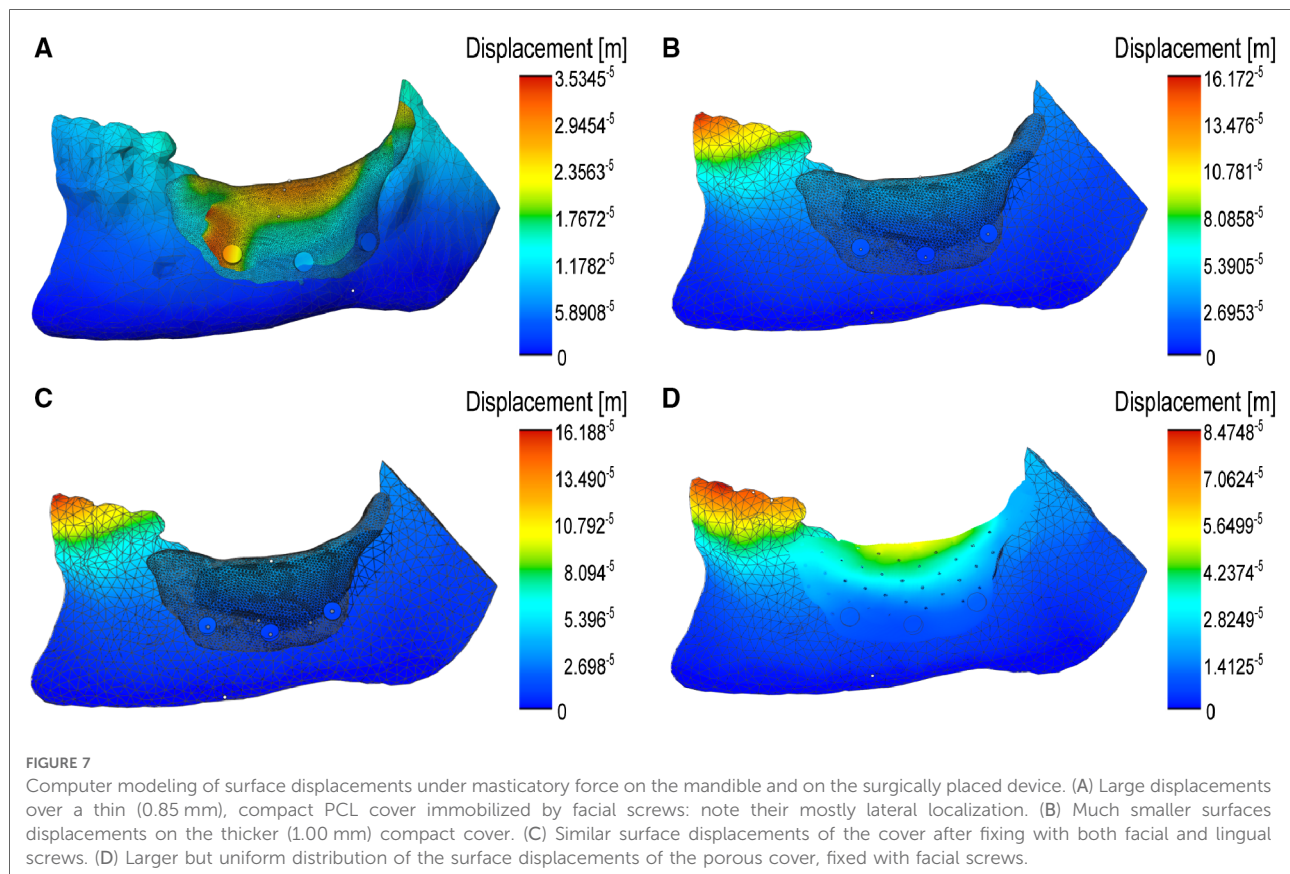 A
Displacement [m]
3.5345⁻⁵
2.9454⁻⁵
2.3563⁻⁵
1.7672⁻⁵
1.1782⁻⁵
5.8908⁻⁵
0
B
Displacement [m]
16.172⁻⁵
13.476⁻⁵
10.781⁻⁵
8.0858⁻⁵
5.3905⁻⁵
2.6953⁻⁵
0
C
Displacement [m]
16.188⁻⁵
13.490⁻⁵
10.792⁻⁵
8.094⁻⁵
5.396⁻⁵
2.698⁻⁵
0
D
Displacement [m]
8.4748⁻⁵
7.0624⁻⁵
5.6499⁻⁵
4.2374⁻⁵
2.8249⁻⁵
1.4125⁻⁵
0
FIGURE 7
Computer modeling of surface displacements under masticatory force on the mandible and on the surgically placed device. (A) Large displacements
over a thin (0.85 mm), compact PCL cover immobilized by facial screws: note their mostly lateral localization. (B) Much smaller surfaces
displacements on the thicker (1.00 mm) compact cover. (C) Similar surface displacements of the cover after fixing with both facial and lingual
screws. (D) Larger but uniform distribution of the surface displacements of the porous cover, fixed with facial screws.